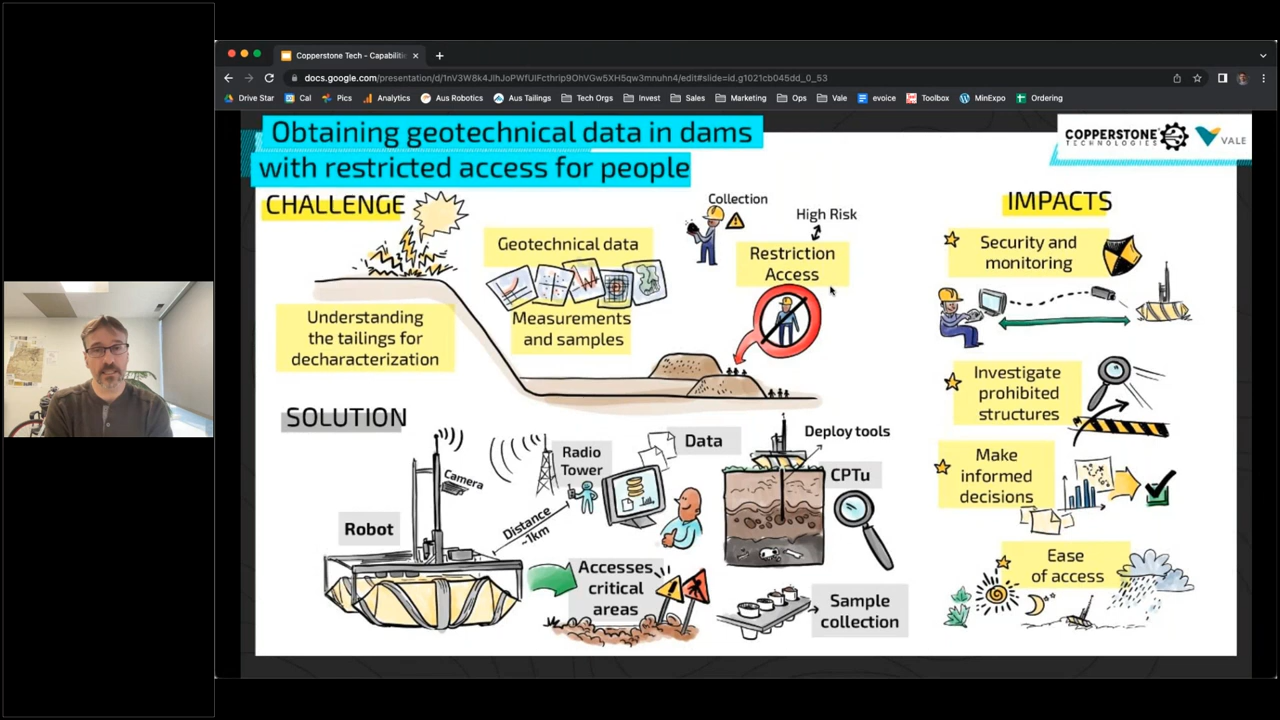 Copperstone Tech - Capabiliti
docs.google.com/presentation/d/1nV3W8k4JlhJoPWfUlFcthrip9OhVGw5XH5qw3mnuhn4/edit#slide=id.g1021cb045dd_0_53
Drive Star Cal Pics Analytics Aus Robotics Aus Tailings Tech Orgs Invest Sales Marketing Ops Vale evoice Toolbox MinExpo Ordering
Obtaining geotechnical data in dams
with restricted access for people
COPPERSTONE
TECHNOLOGIES
VALE
CHALLENGE
Understanding
the tailings for
decharacterization
Geotechnical data
Measurements
and samples
Collection
High Risk
Restriction
Access
SOLUTION
Robot
Camera
Distance
~1km
Radio
Tower
Data
Accesses
critical
areas
Deploy tools
CPTu
Sample
collection
IMPACTS
Security and
monitoring
Investigate
prohibited
structures
Make
informed
decisions
Ease
of access